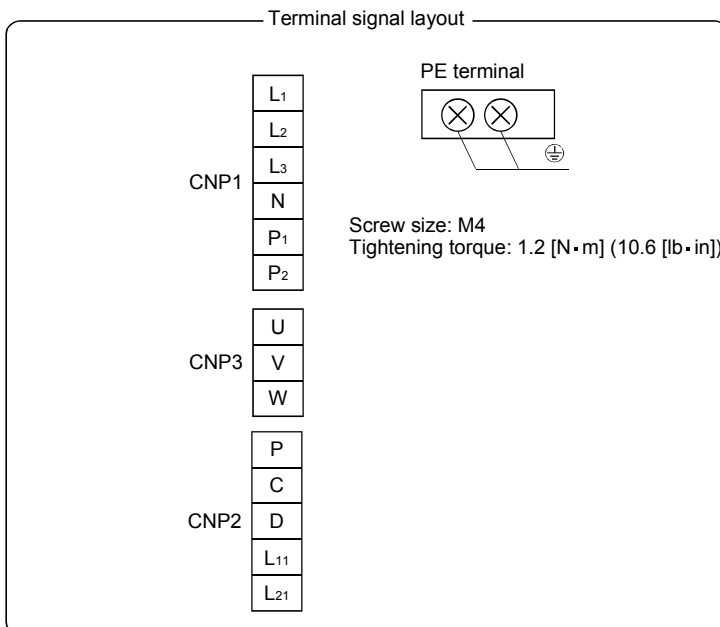 Terminal signal layout
PE terminal
CNP1
L1
L2
L3
N
P1
P2
Screw size: M4
Tightening torque: 1.2 [N▪m] (10.6 [lb▪in])
CNP3
U
V
W
CNP2
P
C
D
L11
L21